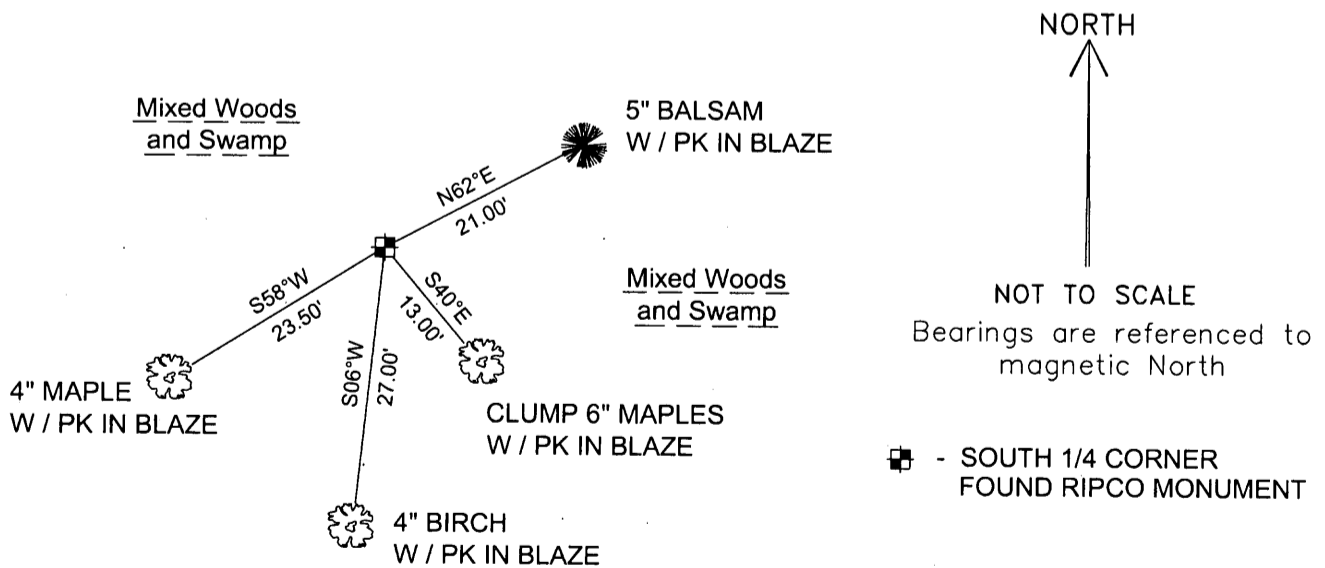 NORTH
Mixed Woods
and Swamp
5" BALSAM
W / PK IN BLAZE
N62°E
21.00'
S58°W
23.50'
S40°E
13.00'
S06°W
27.00'
Mixed Woods
and Swamp
4" MAPLE
W / PK IN BLAZE
CLUMP 6" MAPLES
W / PK IN BLAZE
4" BIRCH
W / PK IN BLAZE
NOT TO SCALE
Bearings are referenced to
magnetic North
- SOUTH 1/4 CORNER
FOUND RIPCO MONUMENT